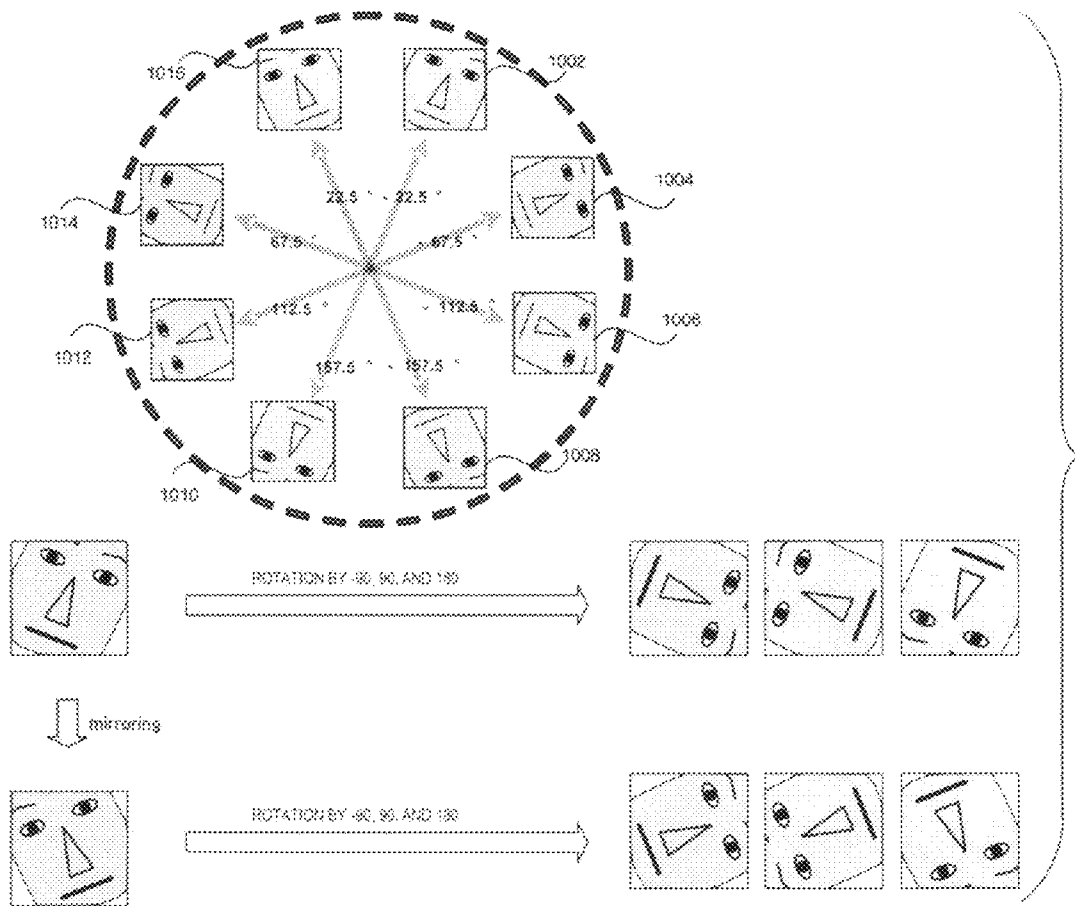 1016
1002
22.5 ° - 22.5 °
1004
1014
67.5 ° - 67.5 °
112.5 ° - 112.5 °
1006
1012
157.5 ° - 157.5 °
1008
1010
ROTATION BY -90, 90, AND 180
mirroring
ROTATION BY -90, 90, AND 180